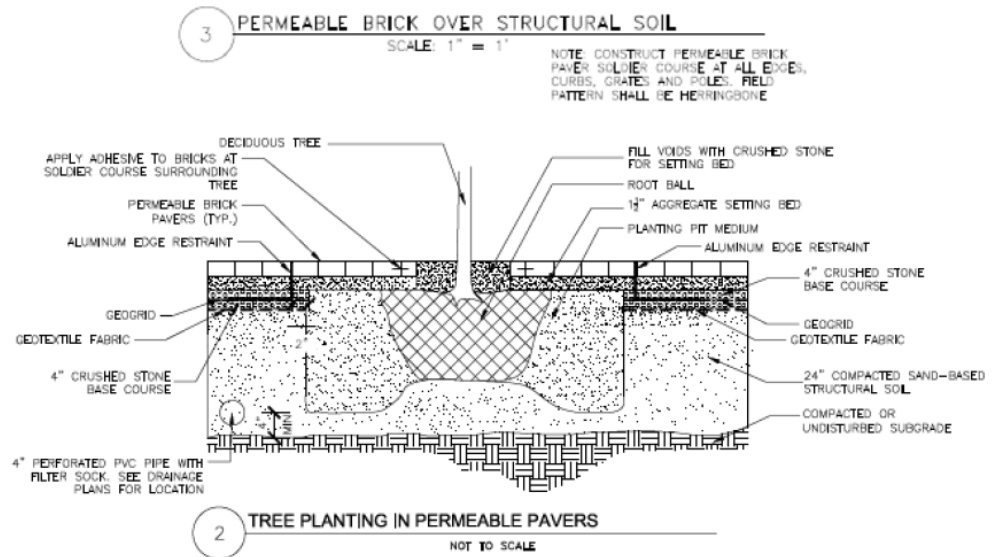 3
PERMEABLE BRICK OVER STRUCTURAL SOIL
SCALE: 1" = 1'
NOTE: CONSTRUCT PERMEABLE BRICK
PAVER SOLDIER COURSE AT ALL EDGES,
CURBS, GRATES AND POLES. FIELD
PATTERN SHALL BE HERRINGBONE
DECIDUOUS TREE
APPLY ADHESIVE TO BRICKS AT
SOLDIER COURSE SURROUNDING
TREE
PERMEABLE BRICK
PAVERS (TYP.)
ALUMINUM EDGE RESTRAINT
GEOGRID
GEOTEXTILE FABRIC
4" CRUSHED STONE
BASE COURSE
4" PERFORATED PVC PIPE WITH
FILTER SOCK. SEE DRAINAGE
PLANS FOR LOCATION
2"
4"
MIN
FILL VOIDS WITH CRUSHED STONE
FOR SETTING BED
ROOT BALL
1½" AGGREGATE SETTING BED
PLANTING PIT MEDIUM
ALUMINUM EDGE RESTRAINT
4" CRUSHED STONE
BASE COURSE
GEOGRID
GEOTEXTILE FABRIC
24" COMPACTED SAND-BASED
STRUCTURAL SOIL
COMPACTED OR
UNDISTURBED SUBGRADE
2
TREE PLANTING IN PERMEABLE PAVERS
NOT TO SCALE